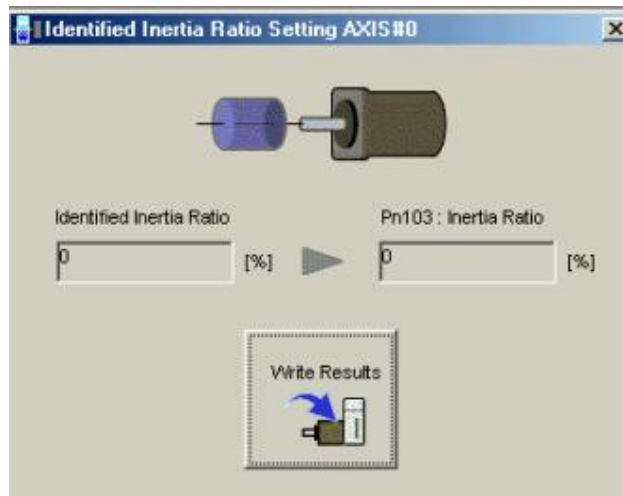 Identified Inertia Ratio Setting AXIS#0
Identified Inertia Ratio
Pn103 : Inertia Ratio
0 [%]
0 [%]
Write Results